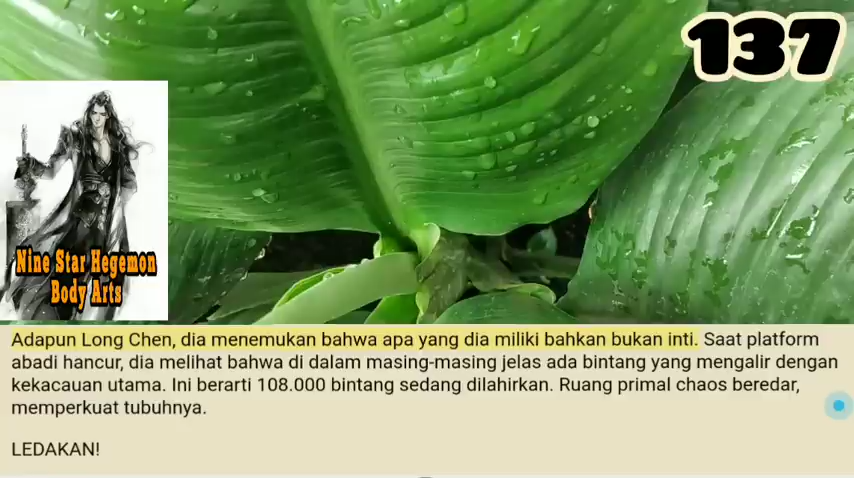 137
Nine Star Hegemon
Body Arts
Adapun Long Chen, dia menemukan bahwa apa yang dia miliki bahkan bukan inti. Saat platform
abadi hancur, dia melihat bahwa di dalam masing-masing jelas ada bintang yang mengalir dengan
kekacauan utama. Ini berarti 108.000 bintang sedang dilahirkan. Ruang primal chaos beredar,
memperkuat tubuhnya.
LEDAKAN!